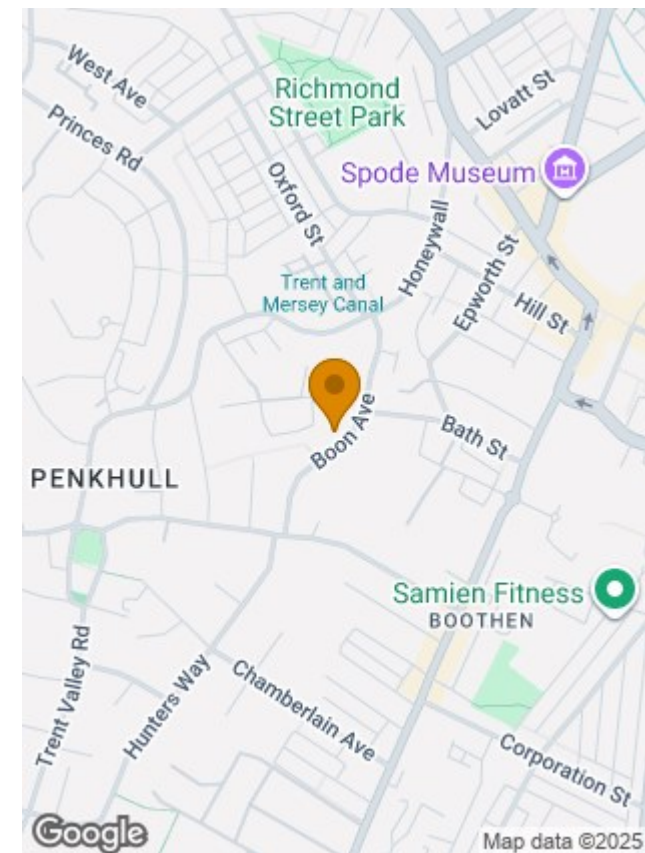 West Ave
Richmond
Street Park
Lovatt St
Princes Rd
Spode Museum
Oxford St
Honeywall
Epworth St
Trent and
Mersey Canal
Hill St
Boon Ave
Bath St
PENKHULL
Samien Fitness
BOOTHEN
Trent Valley Rd
Hunters Way
Chamberlain Ave
Corporation St
Google
Map data ©2025